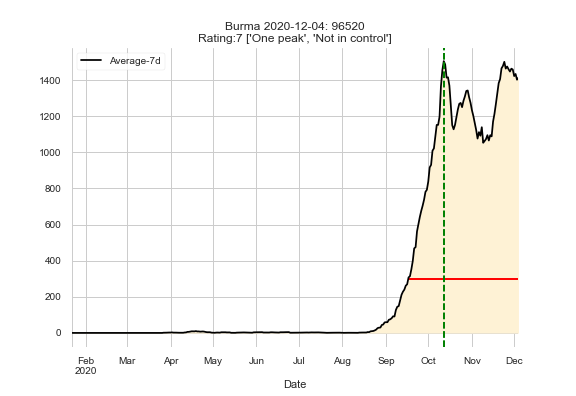 Burma 2020-12-04: 96520
Rating:7 ['One peak', 'Not in control']
Average-7d
1400
1200
1000
800
600
400
200
0
Feb Mar Apr May Jun Jul Aug Sep Oct Nov Dec
2020
Date